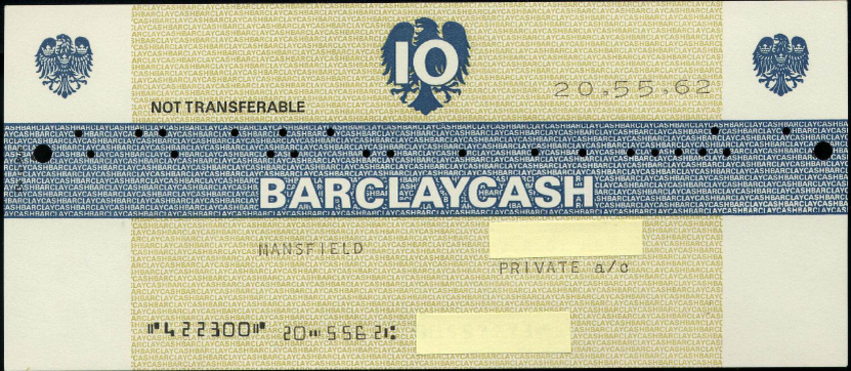 10
20.55.62
NOT TRANSFERABLE
BARCLAYCASH
MANSFIELD
PRIVATE a/c
"422300" 20"5562⑆